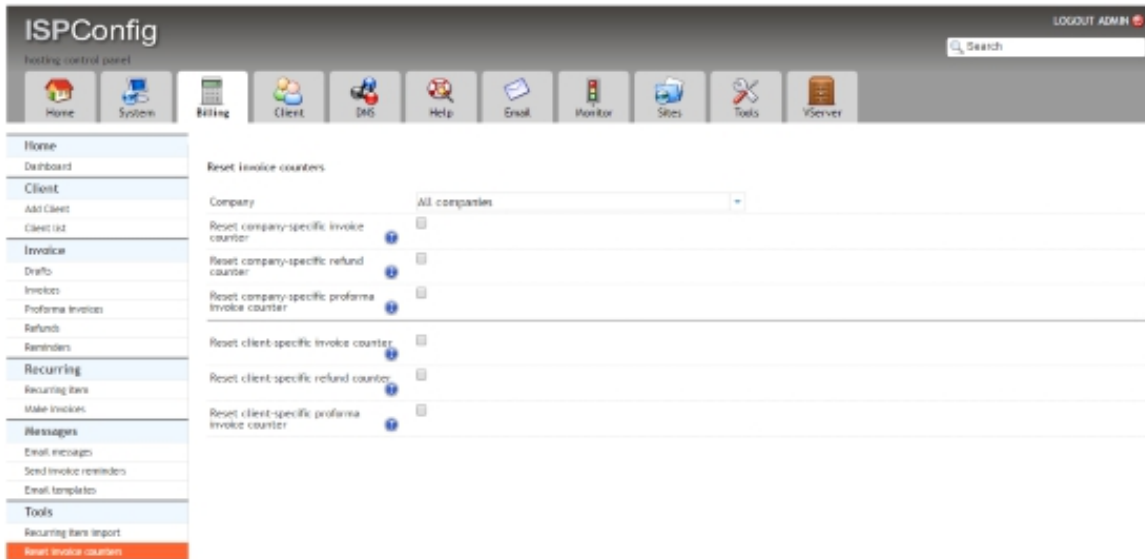 ISPConfig
hosting control panel
LOGOUT ADMIN
Search
Home
System
Billing
Client
DNS
Help
Email
Monitor
Sites
Tools
VServer
Home
Dashboard
Client
Add Client
Client list
Invoice
Drafts
Invoices
Proforma invoices
Refunds
Reminders
Recurring
Recurring item
Make invoices
Messages
Email messages
Send invoice reminders
Email templates
Tools
Recurring item import
Reset invoice counters
Reset invoice counters
Company
All companies
Reset company-specific invoice
counter
Reset company-specific refund
counter
Reset company-specific proforma
invoice counter
Reset client-specific invoice counter
Reset client-specific refund counter
Reset client-specific proforma
invoice counter